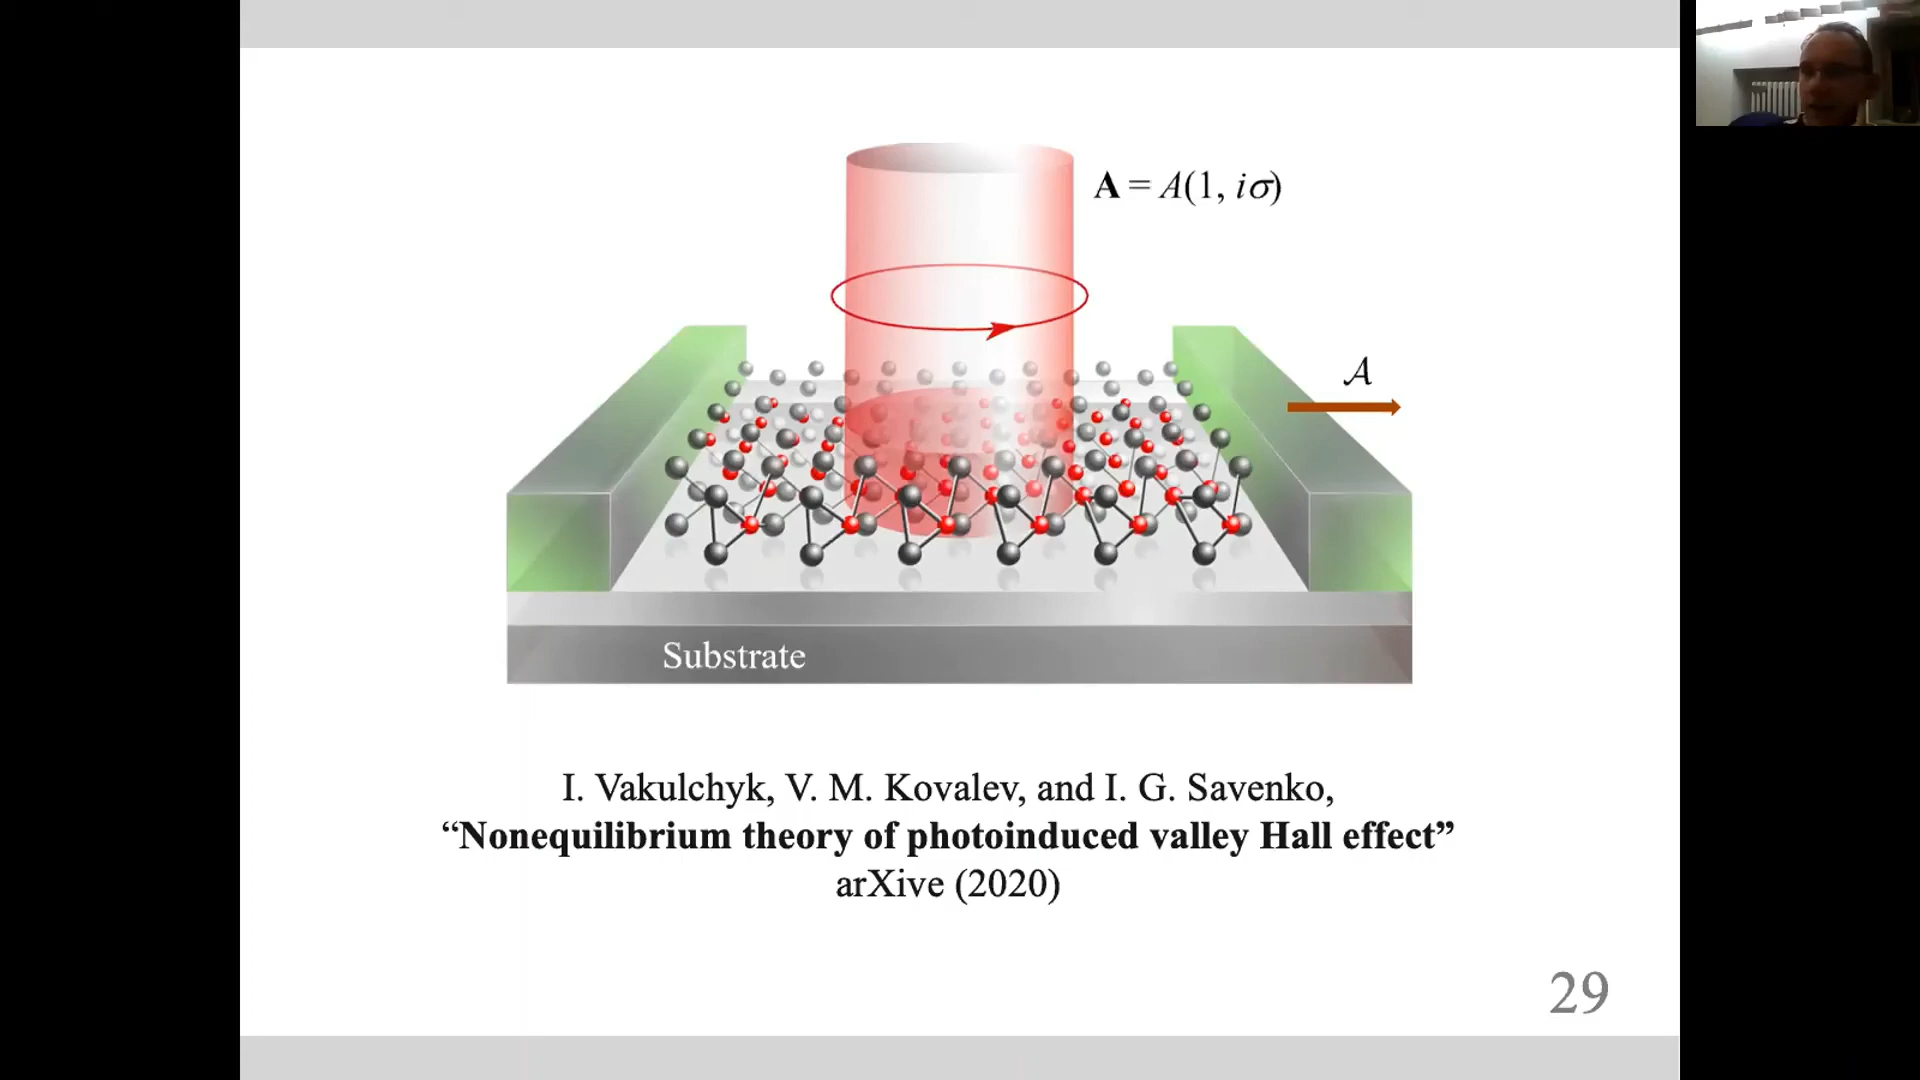 A = A(1, iσ)
𝒜
Substrate
I. Vakulchyk, V. M. Kovalev, and I. G. Savenko,
“Nonequilibrium theory of photoinduced valley Hall effect”
arXive (2020)
29